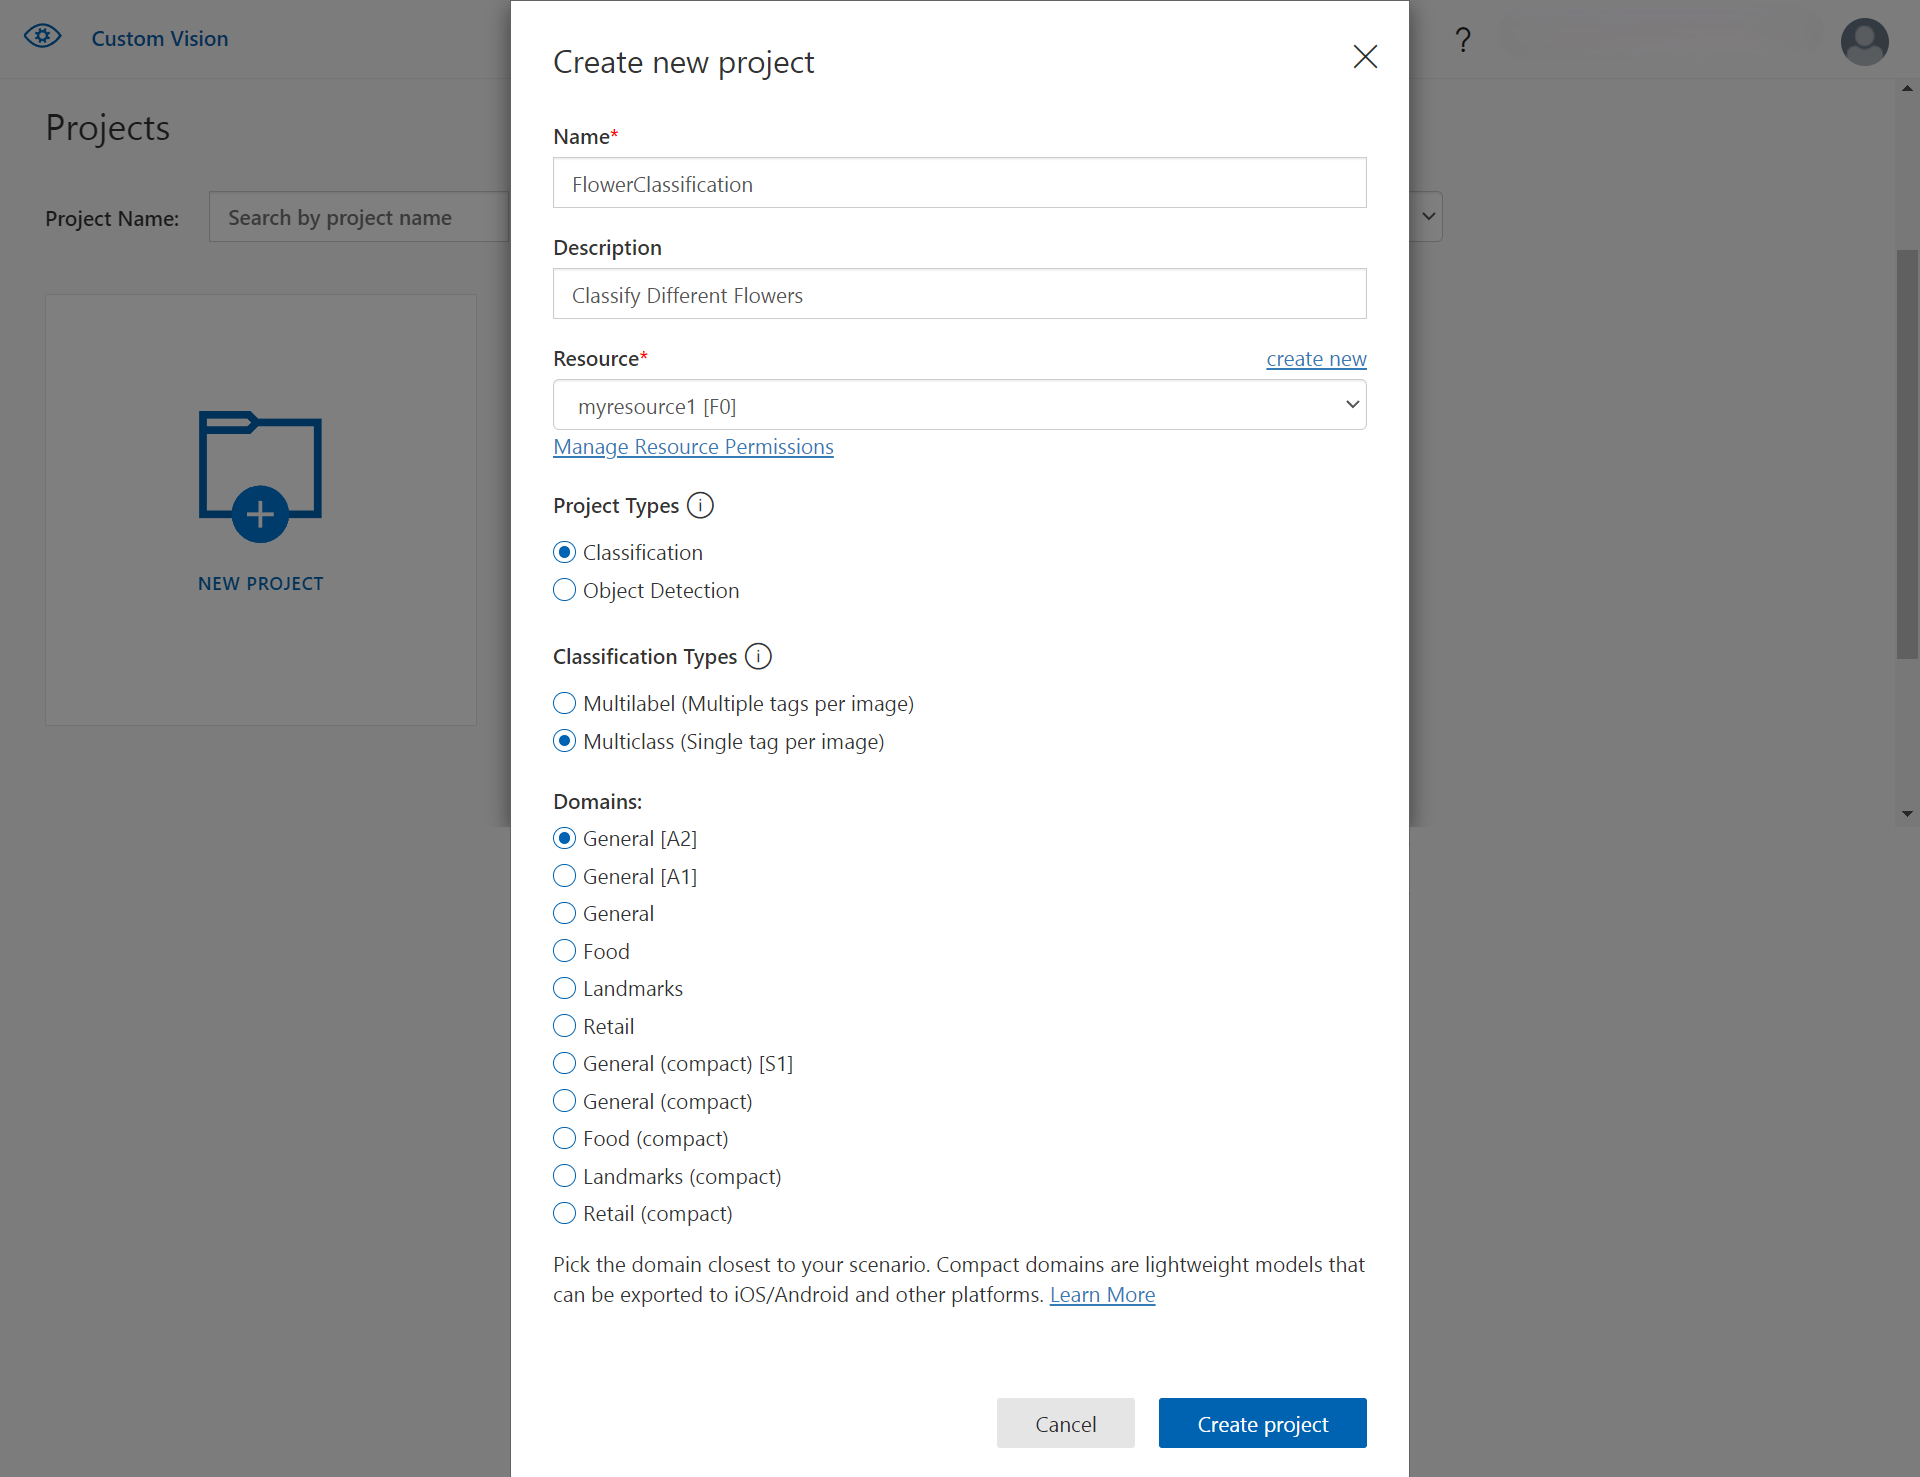 Custom Vision
?
Projects
Project Name:
Search by project name
NEW PROJECT
Create new project
Name*
FlowerClassification
Description
Classify Different Flowers
Resource*
create new
myresource1 [F0]
Manage Resource Permissions
Project Types
Classification
Object Detection
Classification Types
Multilabel (Multiple tags per image)
Multiclass (Single tag per image)
Domains:
General [A2]
General [A1]
General
Food
Landmarks
Retail
General (compact) [S1]
General (compact)
Food (compact)
Landmarks (compact)
Retail (compact)
Pick the domain closest to your scenario. Compact domains are lightweight models that
can be exported to iOS/Android and other platforms. Learn More
Cancel
Create project